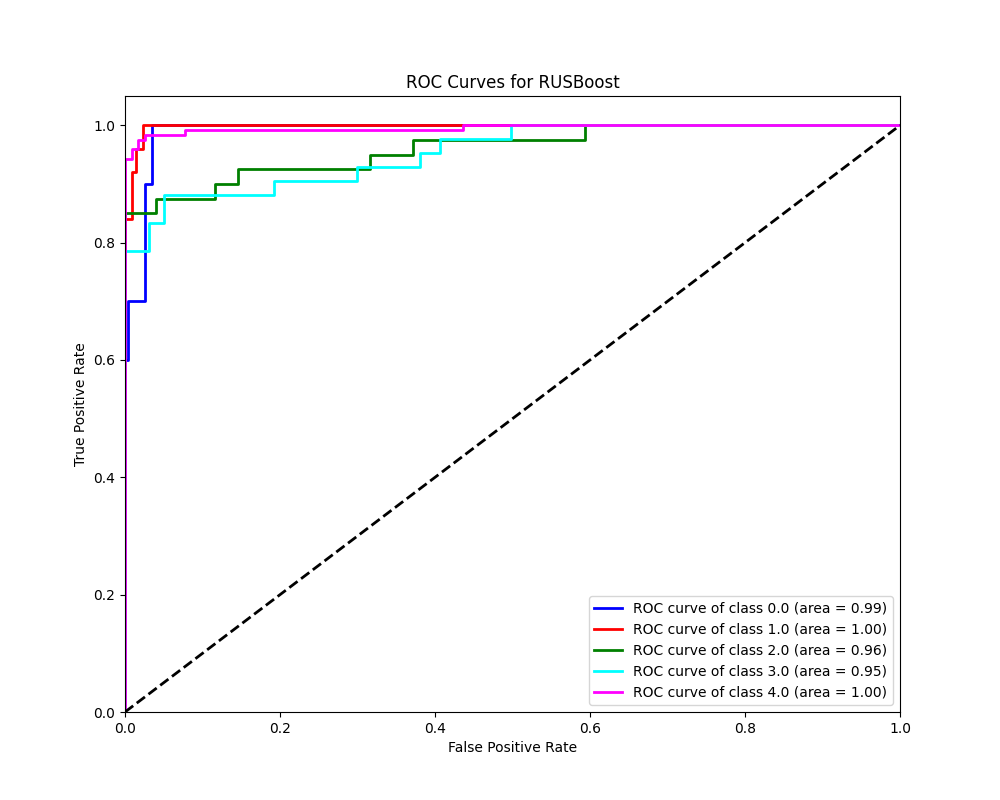 ROC Curves for RUSBoost
True Positive Rate
1.0
0.8
0.6
0.4
0.2
0.0
0.0 0.2 0.4 0.6 0.8 1.0
False Positive Rate
ROC curve of class 0.0 (area = 0.99)
ROC curve of class 1.0 (area = 1.00)
ROC curve of class 2.0 (area = 0.96)
ROC curve of class 3.0 (area = 0.95)
ROC curve of class 4.0 (area = 1.00)